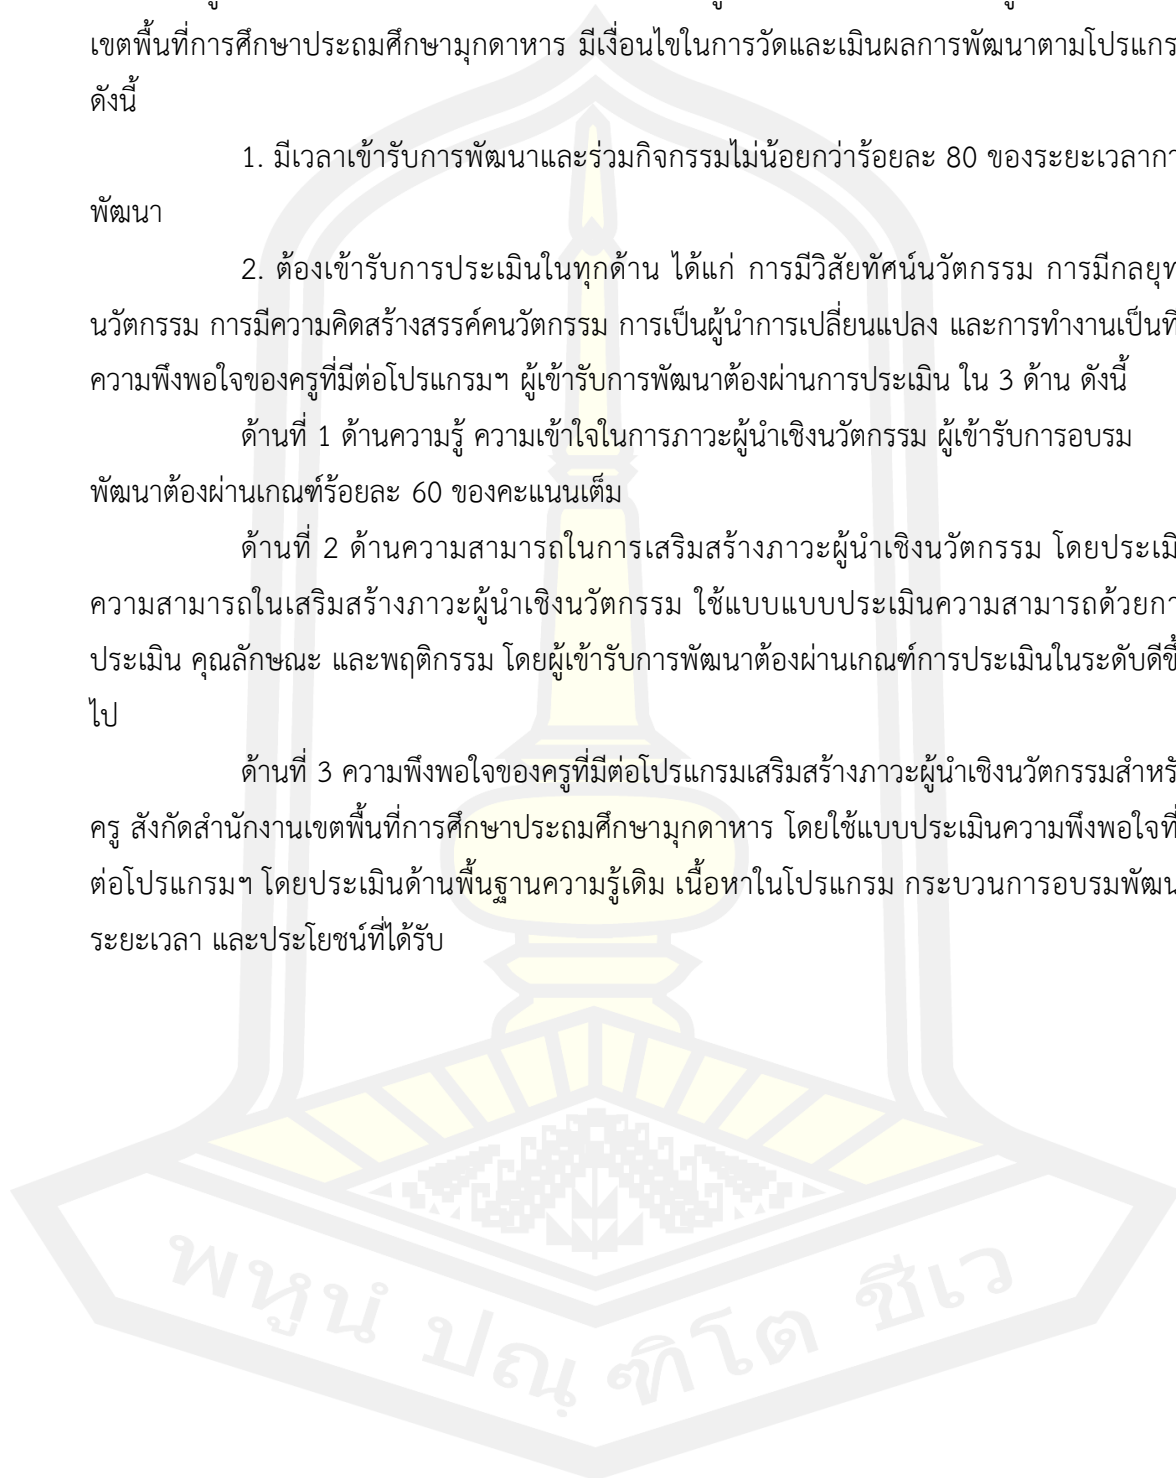 เขตพื้นที่การศึกษาประถมศึกษามุกดาหาร มีเงื่อนไขในการวัดและเมินผลการพัฒนาตามโปรแกร
ดังนี้
1. มีเวลาเข้ารับการพัฒนาและร่วมกิจกรรมไม่น้อยกว่าร้อยละ 80 ของระยะเวลากา
พัฒนา
2. ต้องเข้ารับการประเมินในทุกด้าน ได้แก่ การมีวิสัยทัศน์นวัตกรรม การมีกลยุท
นวัตกรรม การมีความคิดสร้างสรรค์คนวัตกรรม การเป็นผู้นำการเปลี่ยนแปลง และการทำงานเป็นที
ความพึงพอใจของครูที่มีต่อโปรแกรมฯ ผู้เข้ารับการพัฒนาต้องผ่านการประเมิน ใน 3 ด้าน ดังนี้
ด้านที่ 1 ด้านความรู้ ความเข้าใจในการภาวะผู้นำเชิงนวัตกรรม ผู้เข้ารับการอบรม
พัฒนาต้องผ่านเกณฑ์ร้อยละ 60 ของคะแนนเต็ม
ด้านที่ 2 ด้านความสามารถในการเสริมสร้างภาวะผู้นำเชิงนวัตกรรม โดยประเมิ
ความสามารถในเสริมสร้างภาวะผู้นำเชิงนวัตกรรม ใช้แบบแบบประเมินความสามารถด้วยกา
ประเมิน คุณลักษณะ และพฤติกรรม โดยผู้เข้ารับการพัฒนาต้องผ่านเกณฑ์การประเมินในระดับดีขึ้
ไป
ด้านที่ 3 ความพึงพอใจของครูที่มีต่อโปรแกรมเสริมสร้างภาวะผู้นำเชิงนวัตกรรมสำหรั
ครู สังกัดสำนักงานเขตพื้นที่การศึกษาประถมศึกษามุกดาหาร โดยใช้แบบประเมินความพึงพอใจที่
ต่อโปรแกรมฯ โดยประเมินด้านพื้นฐานความรู้เดิม เนื้อหาในโปรแกรม กระบวนการอบรมพัฒน
ระยะเวลา และประโยชน์ที่ได้รับ
พหูนํ ปณฺฑิโต ชีเว